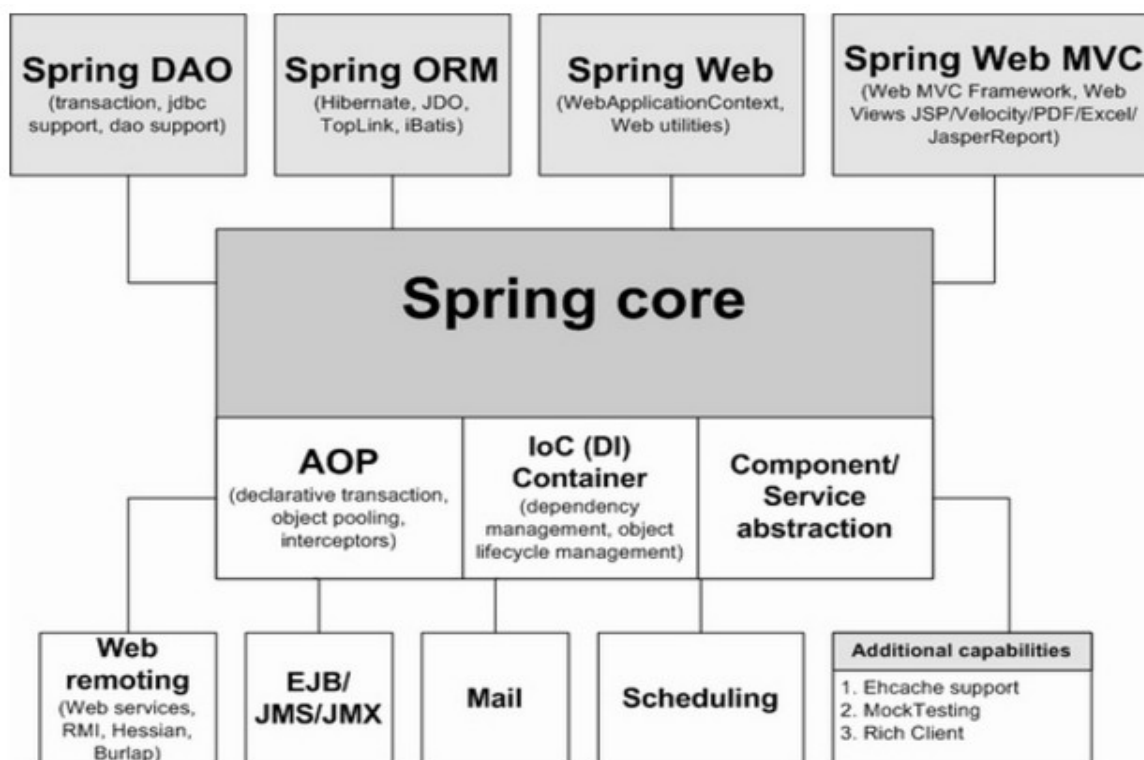 Spring DAO
(transaction, jdbc
support, dao support)
Spring ORM
(Hibernate, JDO,
TopLink, iBatis)
Spring Web
(WebApplicationContext,
Web utilities)
Spring Web MVC
(Web MVC Framework, Web
Views JSP/Velocity/PDF/Excel/
JasperReport)
Spring core
AOP
(declarative transaction,
object pooling,
interceptors)
IoC (DI)
Container
(dependency
management, object
lifecycle management)
Component/
Service
abstraction
Web
remoting
(Web services,
RMI, Hessian,
Burlap)
EJB/
JMS/JMX
Mail
Scheduling
Additional capabilities
1. Ehcache support
2. MockTesting
3. Rich Client